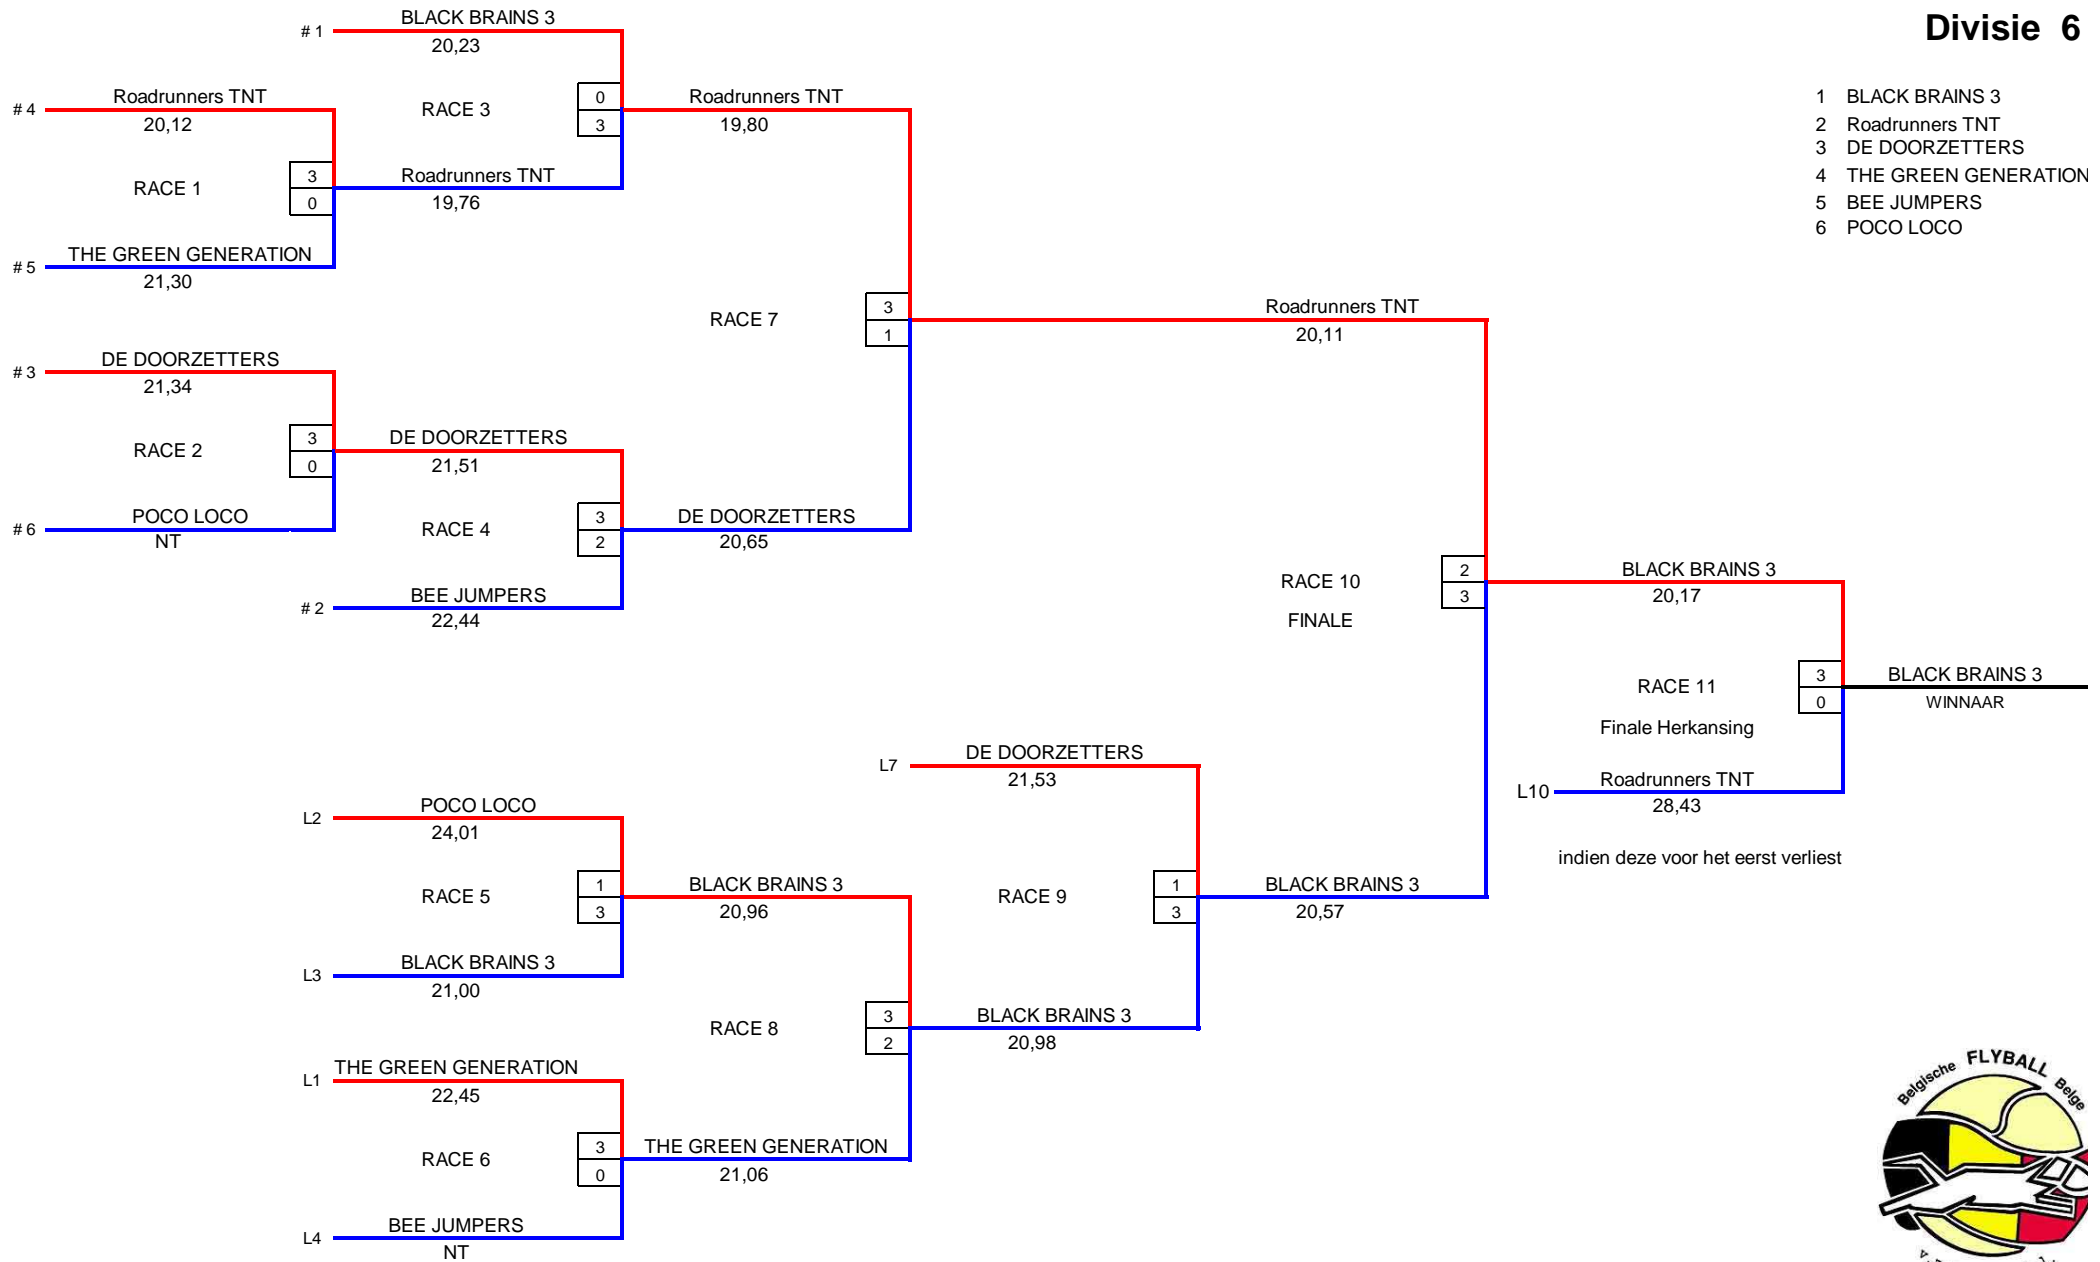 Divisie 6
1 BLACK BRAINS 3
2 Roadrunners TNT
3 DE DOORZETTERS
4 THE GREEN GENERATION
5 BEE JUMPERS
6 POCO LOCO
# 1 BLACK BRAINS 3
20,23
# 4 Roadrunners TNT
20,12
RACE 3
0
3
Roadrunners TNT
19,80
RACE 1
3
0
Roadrunners TNT
19,76
# 5 THE GREEN GENERATION
21,30
RACE 7
3
1
Roadrunners TNT
20,11
# 3 DE DOORZETTERS
21,34
RACE 2
3
0
DE DOORZETTERS
21,51
# 6 POCO LOCO
NT
RACE 4
3
2
DE DOORZETTERS
20,65
# 2 BEE JUMPERS
22,44
RACE 10
FINALE
2
3
BLACK BRAINS 3
20,17
RACE 11
Finale Herkansing
3
0
BLACK BRAINS 3
WINNAAR
L10 Roadrunners TNT
28,43
indien deze voor het eerst verliest
L7 DE DOORZETTERS
21,53
L2 POCO LOCO
24,01
RACE 5
1
3
BLACK BRAINS 3
20,96
RACE 9
1
3
BLACK BRAINS 3
20,57
L3 BLACK BRAINS 3
21,00
RACE 8
3
2
BLACK BRAINS 3
20,98
L1 THE GREEN GENERATION
22,45
RACE 6
3
0
THE GREEN GENERATION
21,06
L4 BEE JUMPERS
NT
Belgische FLYBALL Belge